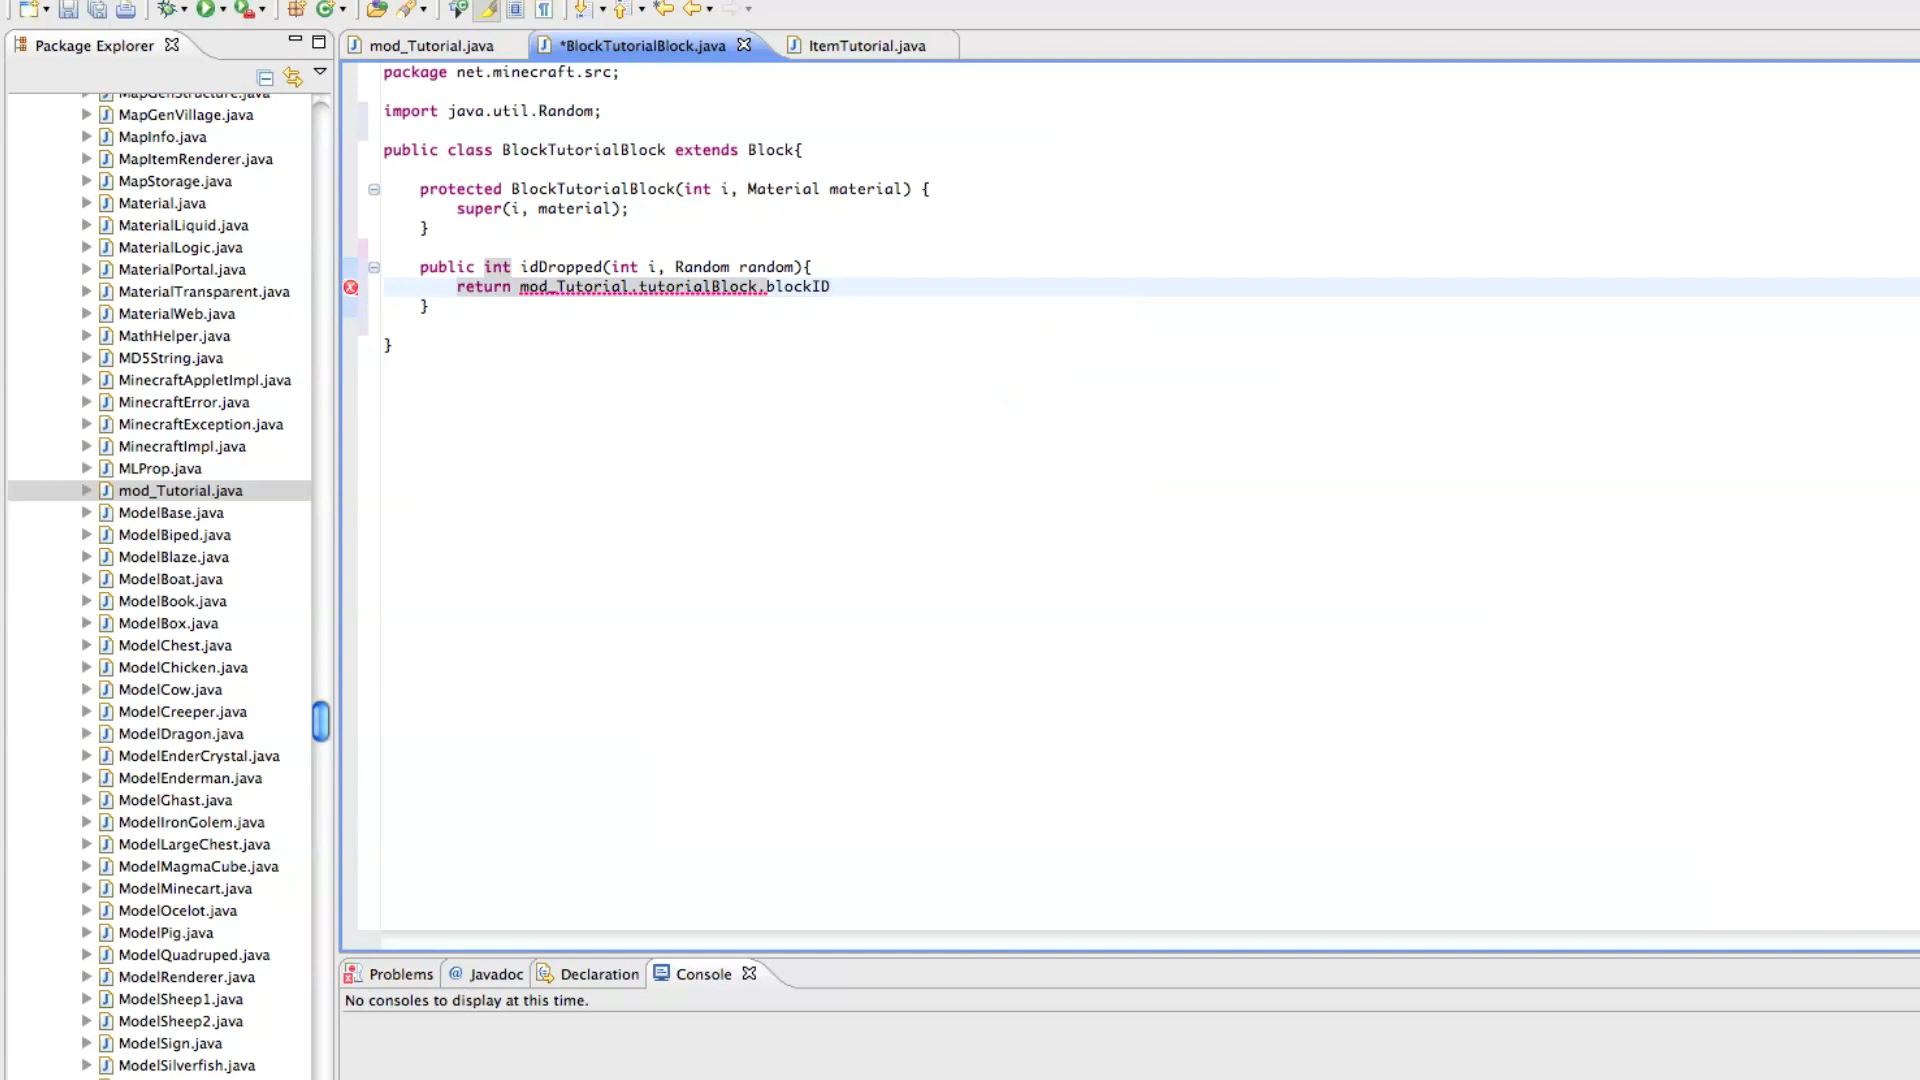 Package Explorer
mod_Tutorial.java
*BlockTutorialBlock.java
ItemTutorial.java
MapGenStructure.java
MapGenVillage.java
MapInfo.java
MapItemRenderer.java
MapStorage.java
Material.java
MaterialLiquid.java
MaterialLogic.java
MaterialPortal.java
MaterialTransparent.java
MaterialWeb.java
MathHelper.java
MD5String.java
MinecraftAppletImpl.java
MinecraftError.java
MinecraftException.java
MinecraftImpl.java
MLProp.java
mod_Tutorial.java
ModelBase.java
ModelBiped.java
ModelBlaze.java
ModelBoat.java
ModelBook.java
ModelBox.java
ModelChest.java
ModelChicken.java
ModelCow.java
ModelCreeper.java
ModelDragon.java
ModelEnderCrystal.java
ModelEnderman.java
ModelGhast.java
ModelIronGolem.java
ModelLargeChest.java
ModelMagmaCube.java
ModelMinecart.java
ModelOcelot.java
ModelPig.java
ModelQuadruped.java
ModelRenderer.java
ModelSheep1.java
ModelSheep2.java
ModelSign.java
ModelSilverfish.java
package net.minecraft.src;
import java.util.Random;
public class BlockTutorialBlock extends Block{
protected BlockTutorialBlock(int i, Material material) {
super(i, material);
}
public int idDropped(int i, Random random){
return mod_Tutorial.tutorialBlock.blockID
}
}
Problems
Javadoc
Declaration
Console
No consoles to display at this time.